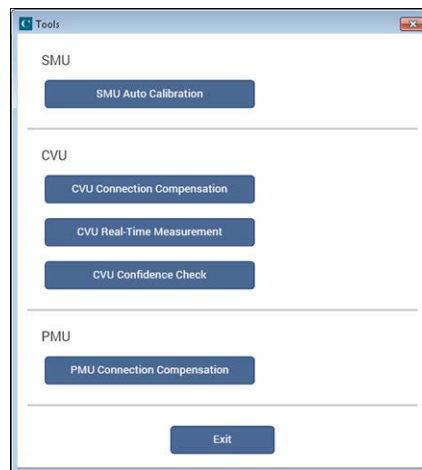 Tools
SMU
SMU Auto Calibration
CVU
CVU Connection Compensation
CVU Real-Time Measurement
CVU Confidence Check
PMU
PMU Connection Compensation
Exit